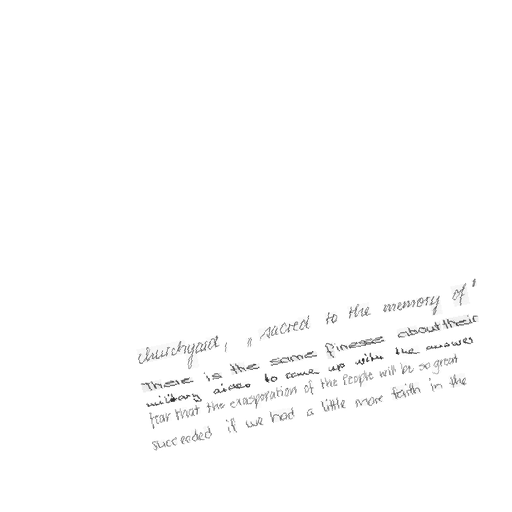 churchyard, " sacred to the memory of "
There is the same finesse about their
military aides to come up with the answer
fear that the exasporation of the People will be so great
succeeded if we had a little more faith in the